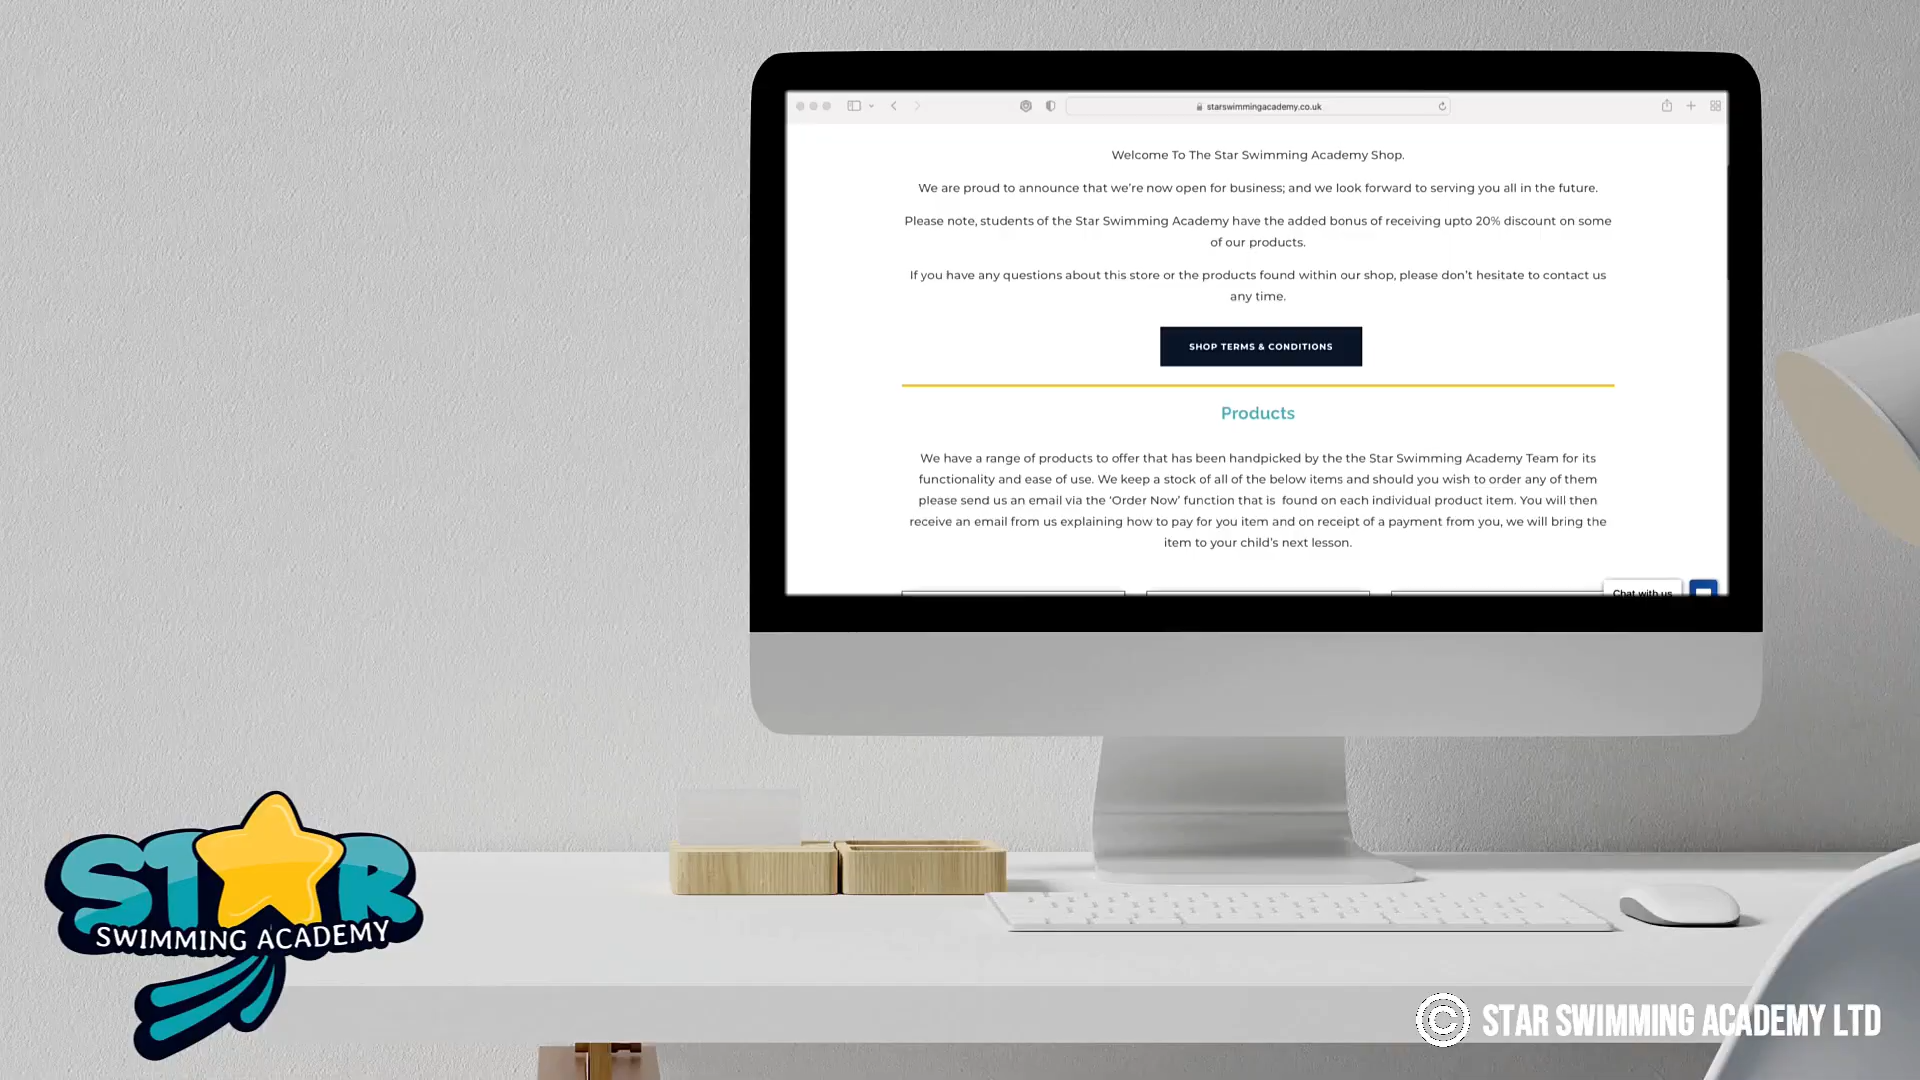 starswimmingacademy.co.uk
Welcome To The Star Swimming Academy Shop.
We are proud to announce that we're now open for business; and we look forward to serving you all in the future.
Please note, students of the Star Swimming Academy have the added bonus of receiving upto 20% discount on some
of our products.
If you have any questions about this store or the products found within our shop, please don't hesitate to contact us
any time.
SHOP TERMS & CONDITIONS
Products
We have a range of products to offer that has been handpicked by the the Star Swimming Academy Team for its
functionality and ease of use. We keep a stock of all of the below items and should you wish to order any of them
please send us an email via the 'Order Now' function that is found on each individual product item. You will then
receive an email from us explaining how to pay for you item and on receipt of a payment from you, we will bring the
item to your child's next lesson.
Chat with us
STAR
SWIMMING ACADEMY
© STAR SWIMMING ACADEMY LTD